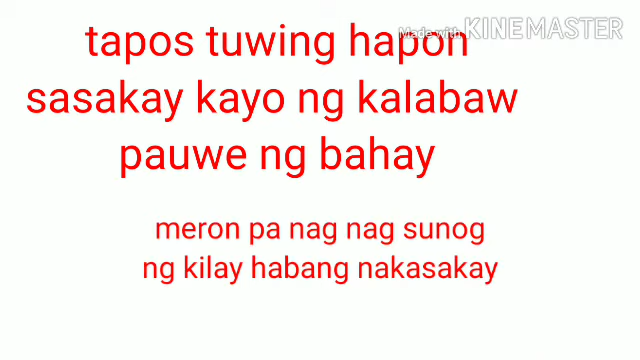 Made with KINEMASTER
tapos tuwing hapon
sasakay kayo ng kalabaw
pauwe ng bahay
meron pa nag nag sunog
ng kilay habang nakasakay